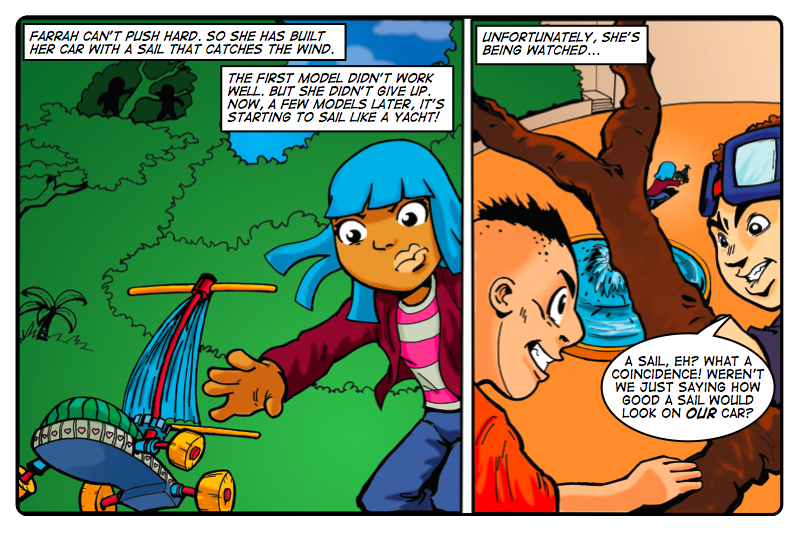 FARRAH CAN'T PUSH HARD. SO SHE HAS BUILT
HER CAR WITH A SAIL THAT CATCHES THE WIND.
THE FIRST MODEL DIDN'T WORK
WELL. BUT SHE DIDN'T GIVE UP.
NOW, A FEW MODELS LATER, IT'S
STARTING TO SAIL LIKE A YACHT!
UNFORTUNATELY, SHE'S
BEING WATCHED...
A SAIL, EH? WHAT A
COINCIDENCE! WEREN'T
WE JUST SAYING HOW
GOOD A SAIL WOULD
LOOK ON OUR CAR?